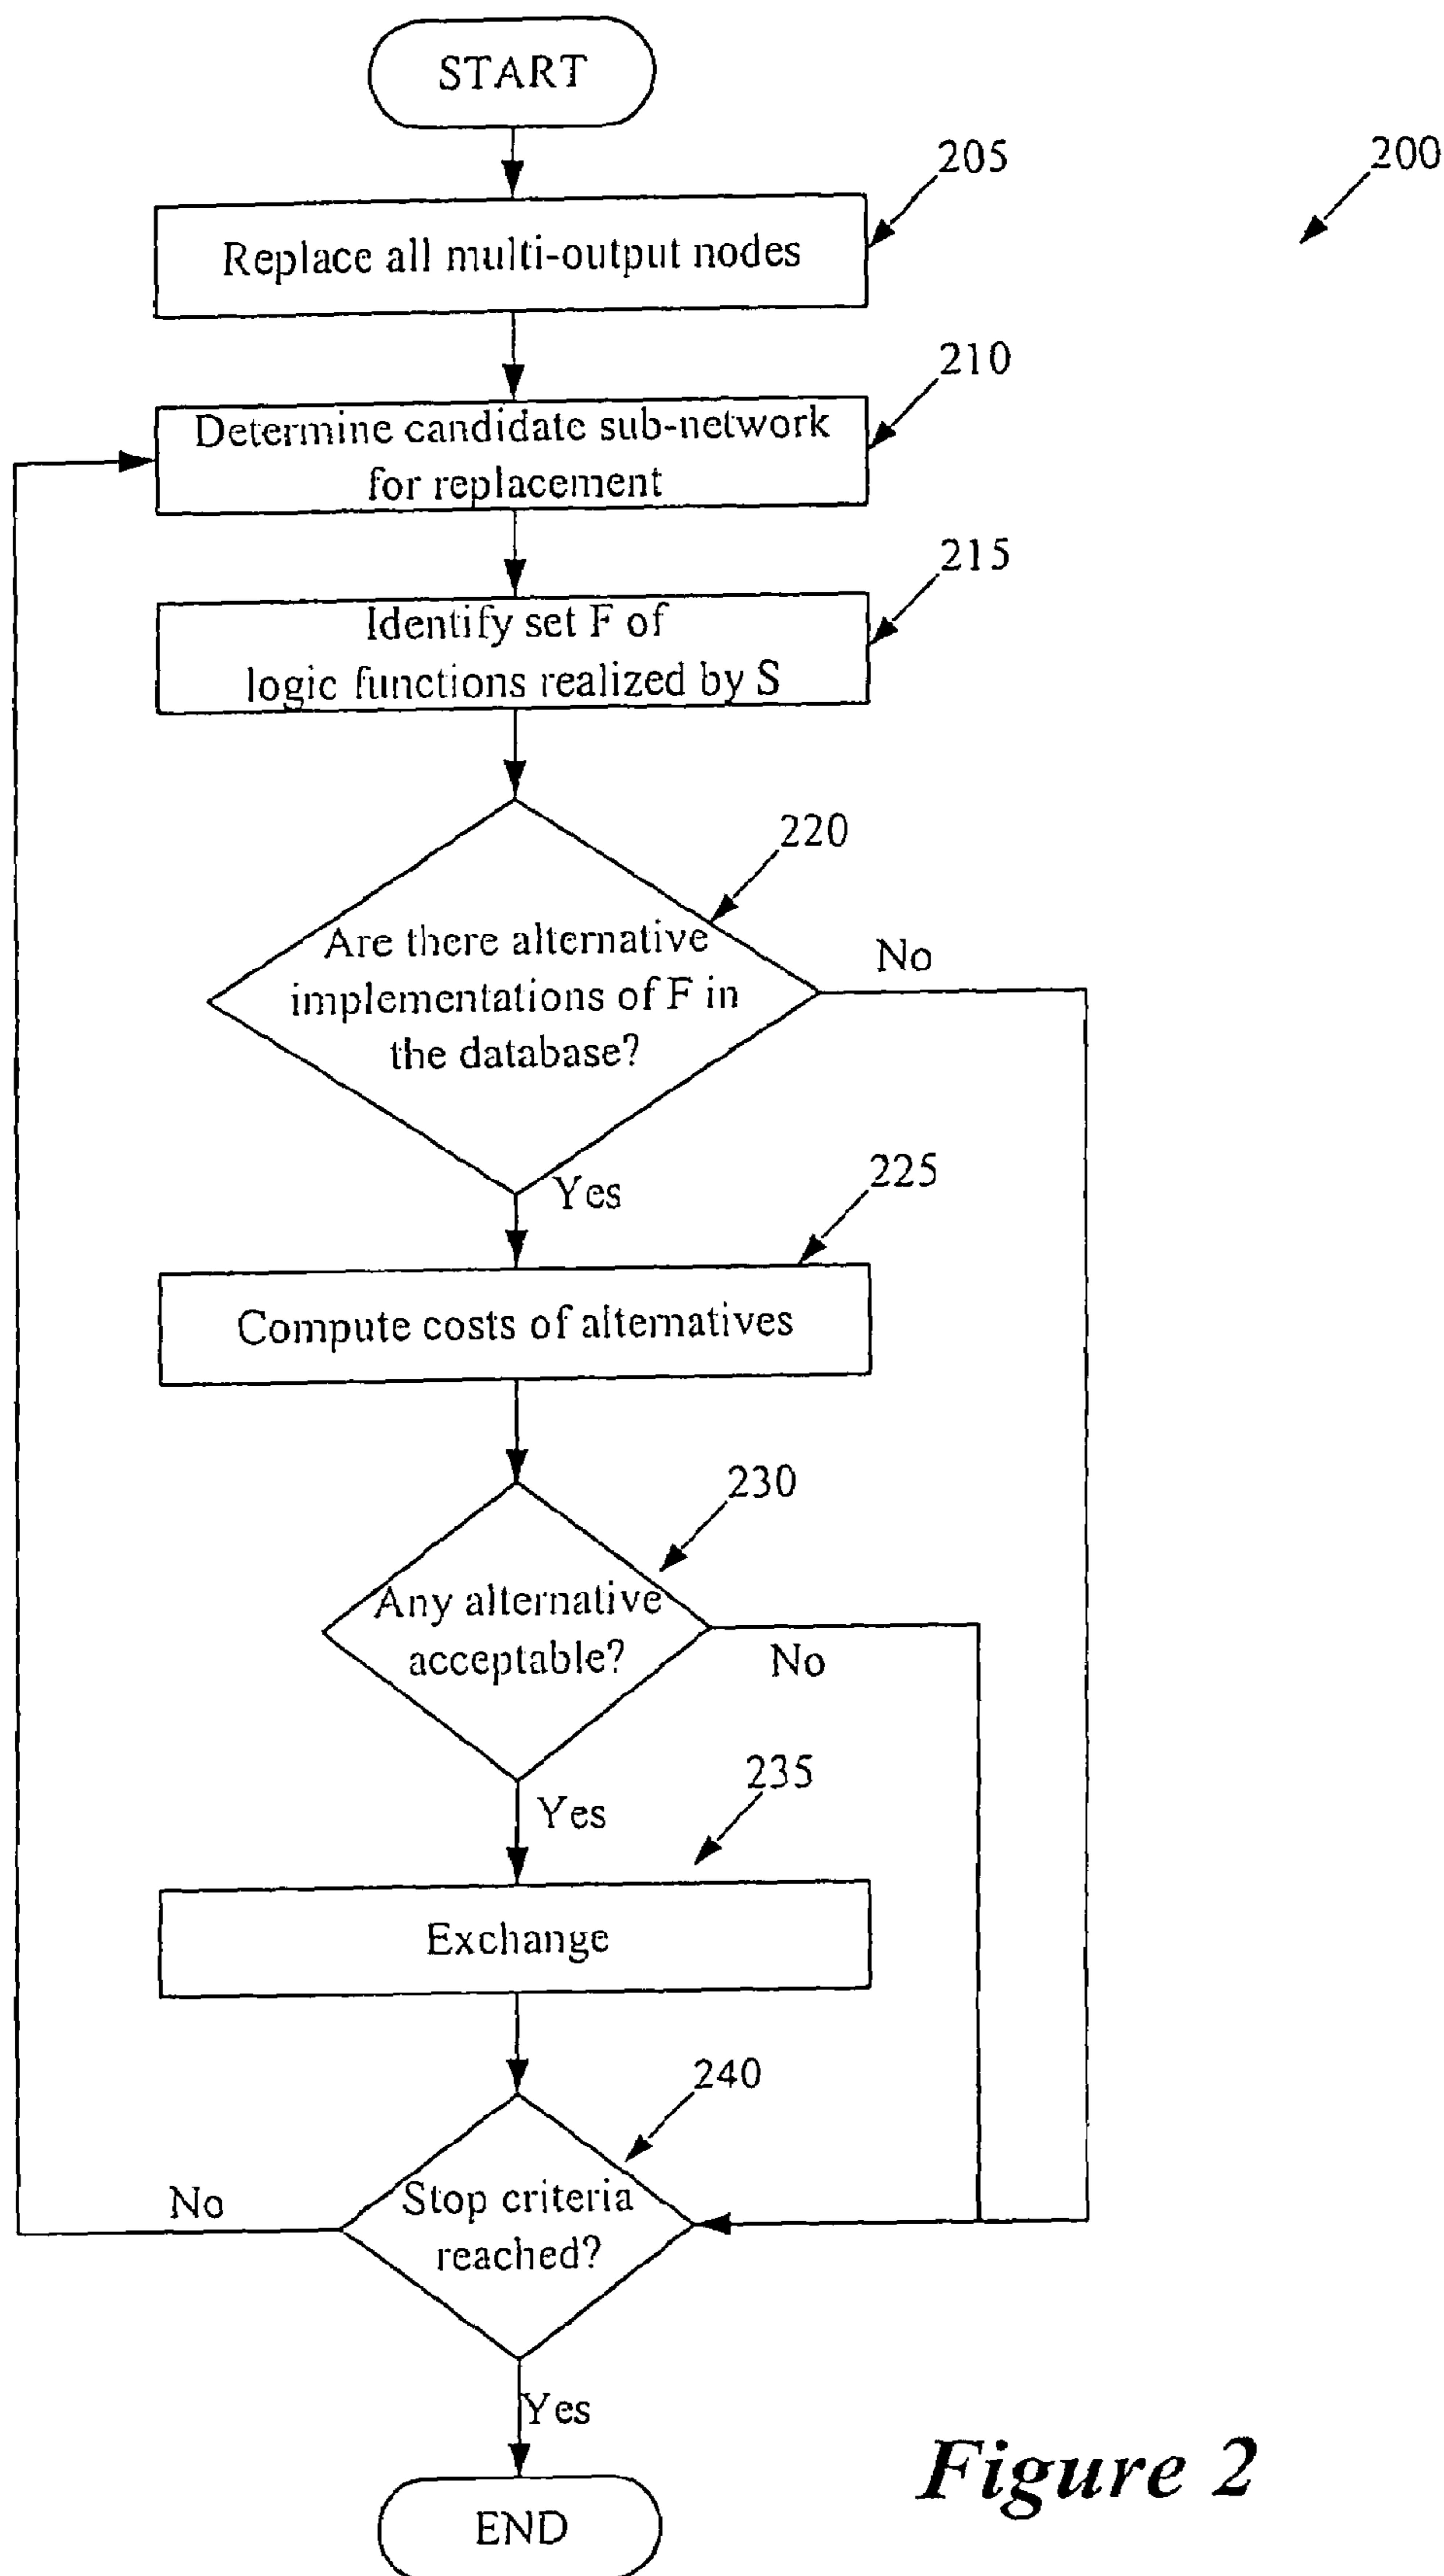 START
205
200
Replace all multi-output nodes
210
Determine candidate sub-network
for replacement
215
Identify set F of
logic functions realized by S
220
Are there alternative
implementations of F in
the database?
No
Yes
225
Compute costs of alternatives
230
Any alternative
acceptable?
No
Yes
235
Exchange
240
Stop criteria
reached?
No
Yes
END
Figure 2